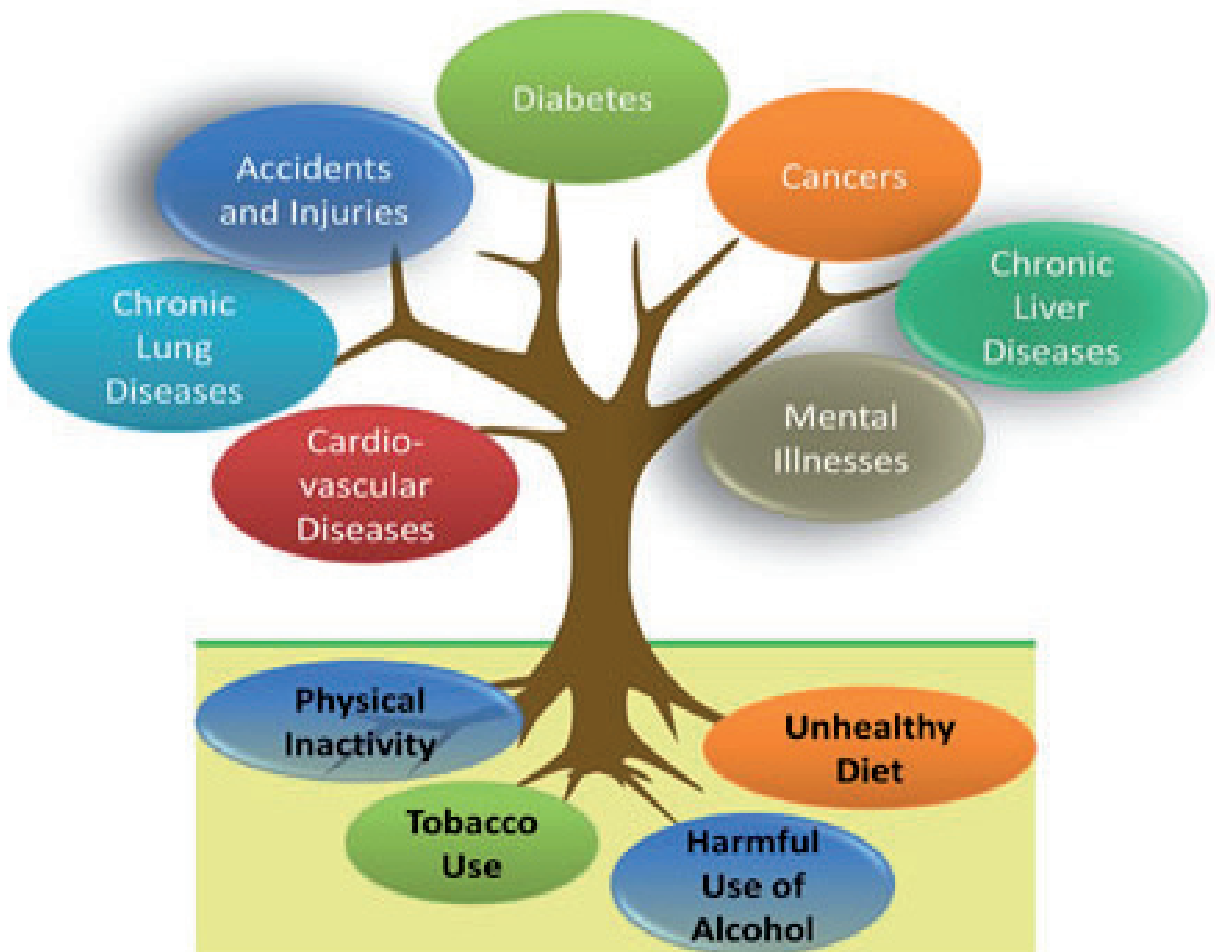 Diabetes
Accidents
and Injuries
Cancers
Chronic
Lung
Diseases
Chronic
Liver
Diseases
Cardio-
vascular
Diseases
Mental
Illnesses
Physical
Inactivity
Unhealthy
Diet
Tobacco
Use
Harmful
Use of
Alcohol